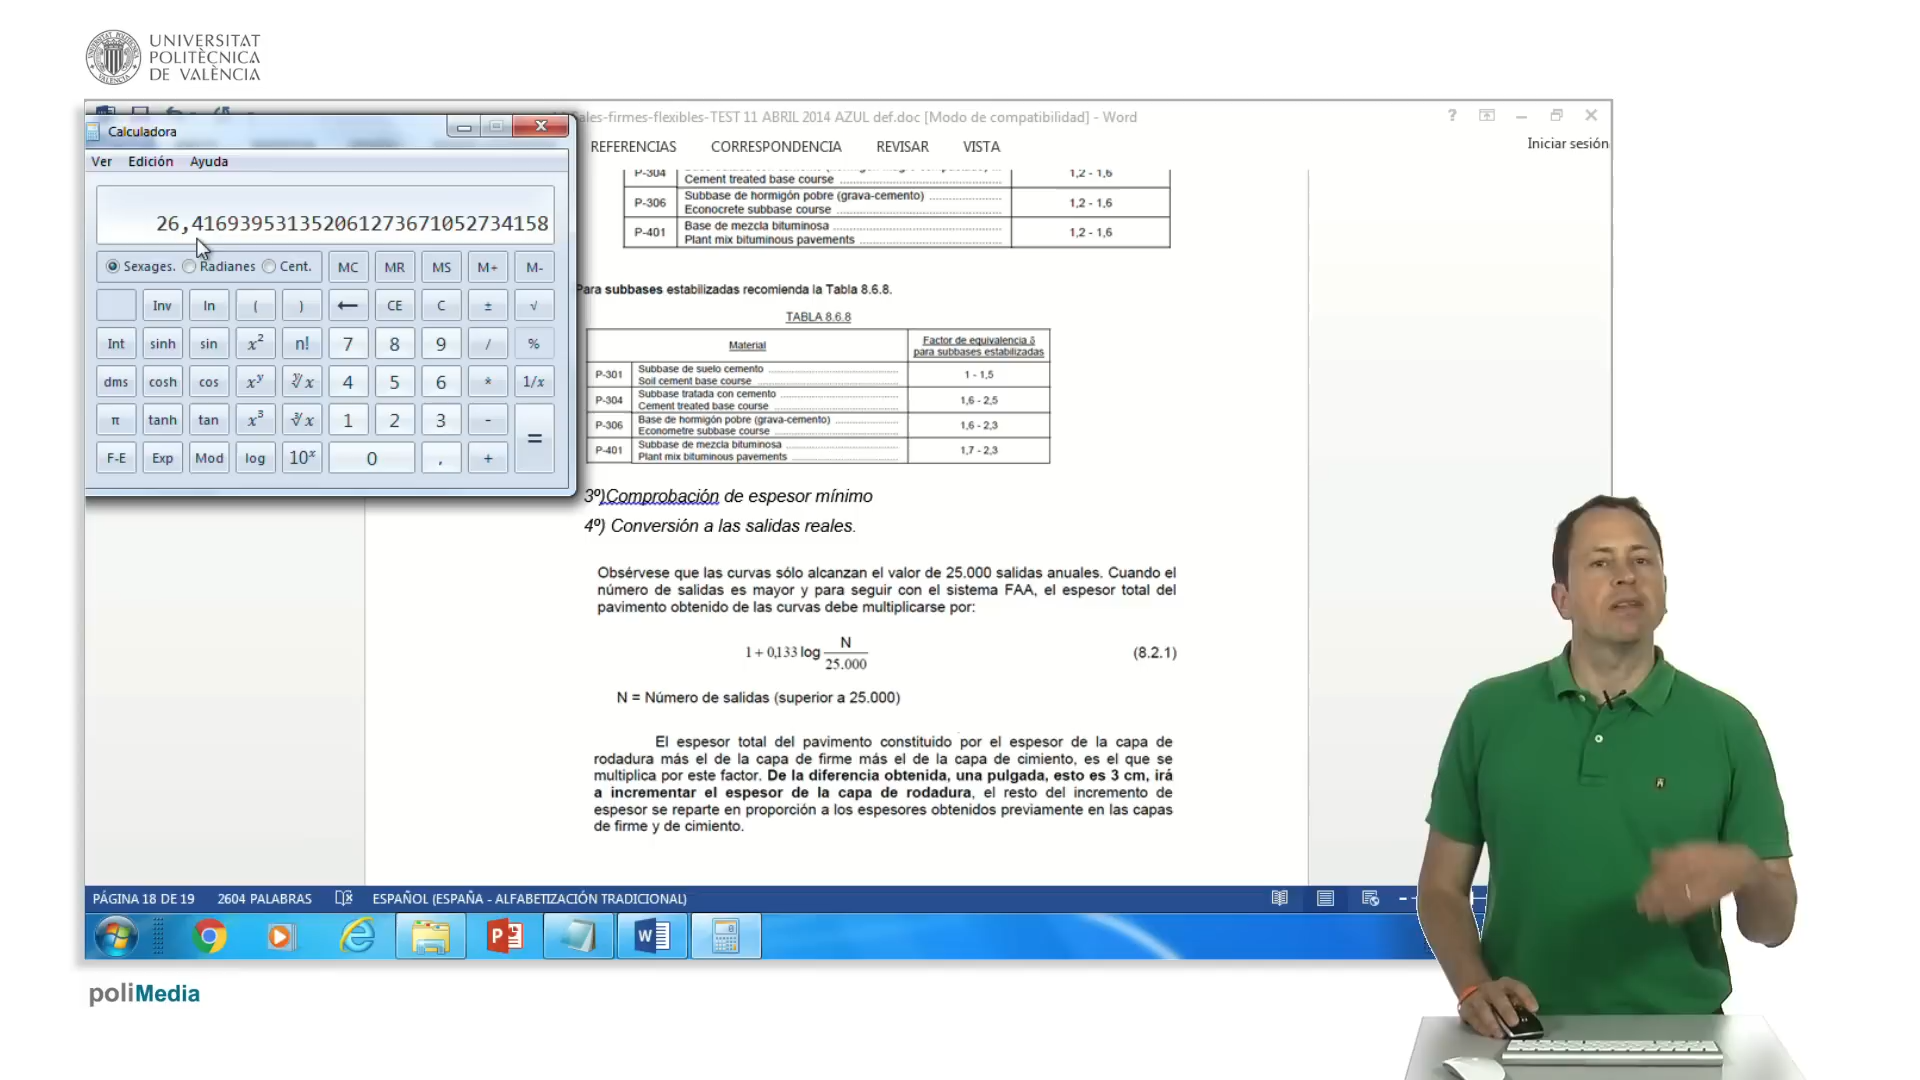 UNIVERSITAT
POLITÈCNICA
DE VALÈNCIA
ales-firmes-flexibles-TEST 11 ABRIL 2014 AZUL def.doc [Modo de compatibilidad] - Word
?
Iniciar sesión
REFERENCIAS CORRESPONDENCIA REVISAR VISTA
Calculadora
Ver Edición Ayuda
26,416939531352061273671052734158
Sexages. Radianes Cent. MC MR MS M+ M-
Inv In ( ) ← CE C ± √
Int sinh sin x² n! 7 8 9 / %
dms cosh cos x^y ʸ√x 4 5 6 * 1/x
π tanh tan x³ ³√x 1 2 3 - =
F-E Exp Mod log 10ˣ 0 , +
P-304 Cement treated base course 1,2 - 1,6
P-306 Subbase de hormigón pobre (grava-cemento)
Econocrete subbase course 1,2 - 1,6
P-401 Base de mezcla bituminosa
Plant mix bituminous pavements 1,2 - 1,6
Para subbases estabilizadas recomienda la Tabla 8.6.8.
TABLA 8.6.8
Material Factor de equivalencia δ
para subbases estabilizadas
P-301 Subbase de suelo cemento
Soil cement base course 1 - 1,5
P-304 Subbase tratada con cemento
Cement treated base course 1,6 - 2,5
P-306 Base de hormigón pobre (grava-cemento)
Econometre subbase course 1,6 - 2,3
P-401 Subbase de mezcla bituminosa
Plant mix bituminous pavements 1,7 - 2,3
3º)Comprobación de espesor mínimo
4º) Conversión a las salidas reales.
Obsérvese que las curvas sólo alcanzan el valor de 25.000 salidas anuales. Cuando el
número de salidas es mayor y para seguir con el sistema FAA, el espesor total del
pavimento obtenido de las curvas debe multiplicarse por:
1 + 0,133 log N / 25.000 (8.2.1)
N = Número de salidas (superior a 25.000)
El espesor total del pavimento constituido por el espesor de la capa de
rodadura más el de la capa de firme más el de la capa de cimiento, es el que se
multiplica por este factor. De la diferencia obtenida, una pulgada, esto es 3 cm, irá
a incrementar el espesor de la capa de rodadura, el resto del incremento de
espesor se reparte en proporción a los espesores obtenidos previamente en las capas
de firme y de cimiento.
PÁGINA 18 DE 19 2604 PALABRAS ESPAÑOL (ESPAÑA - ALFABETIZACIÓN TRADICIONAL)
poliMedia